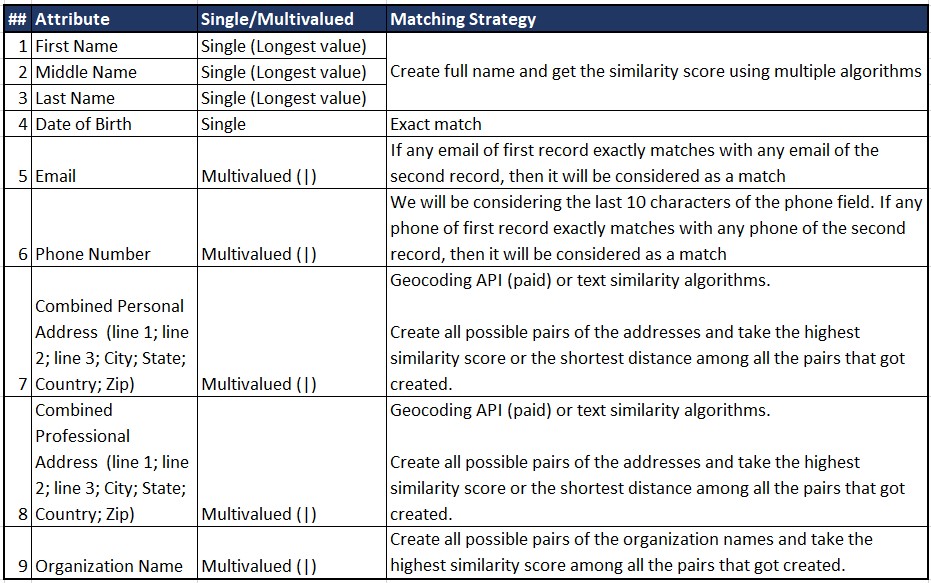 ## Attribute Single/Multivalued Matching Strategy
1 First Name Single (Longest value)
2 Middle Name Single (Longest value) Create full name and get the similarity score using multiple algorithms
3 Last Name Single (Longest value)
4 Date of Birth Single Exact match
If any email of first record exactly matches with any email of the
5 Email Multivalued (|) second record, then it will be considered as a match
We will be considering the last 10 characters of the phone field. If any
phone of first record exactly matches with any phone of the second
6 Phone Number Multivalued (|) record, then it will be considered as a match
Geocoding API (paid) or text similarity algorithms.
Combined Personal
Address (line 1; line Create all possible pairs of the addresses and take the highest
2; line 3; City; State; similarity score or the shortest distance among all the pairs that got
7 Country; Zip) Multivalued (|) created.
Combined Geocoding API (paid) or text similarity algorithms.
Professional
Address (line 1; line Create all possible pairs of the addresses and take the highest
2; line 3; City; State; similarity score or the shortest distance among all the pairs that got
8 Country; Zip) Multivalued (|) created.
Create all possible pairs of the organization names and take the
9 Organization Name Multivalued (|) highest similarity score among all the pairs that got created.